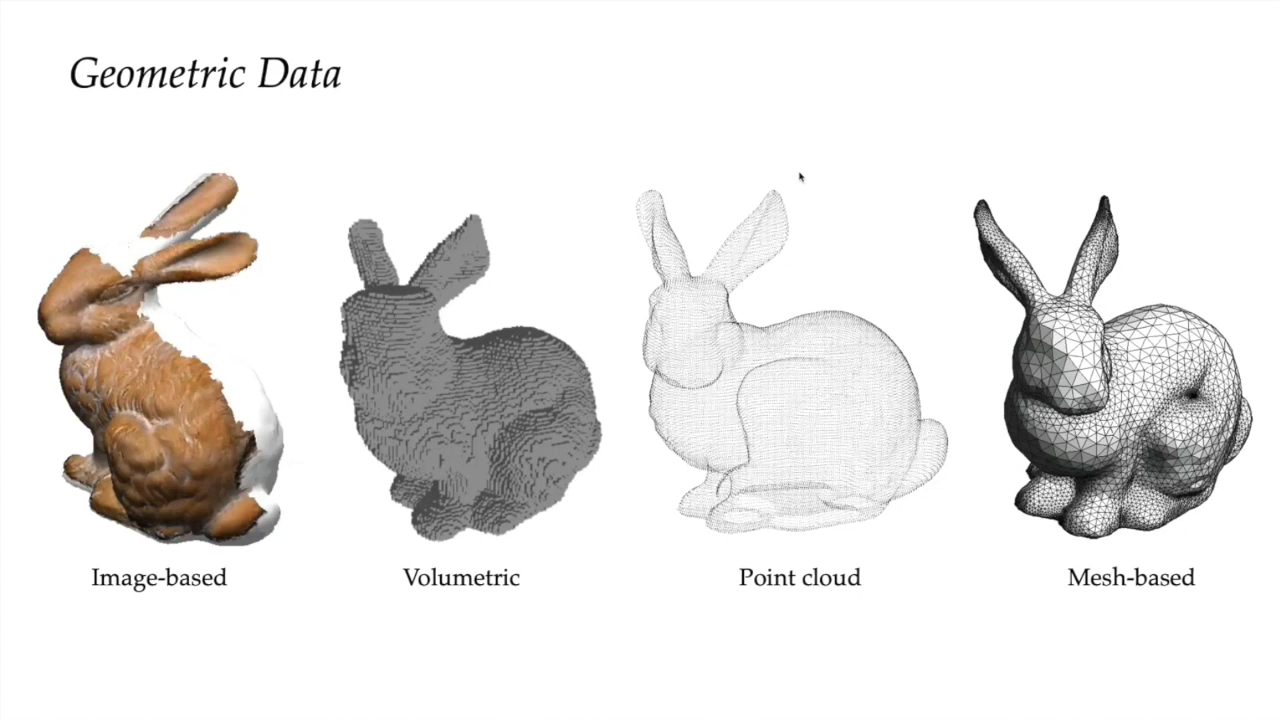 Geometric Data
Image-based
Volumetric
Point cloud
Mesh-based